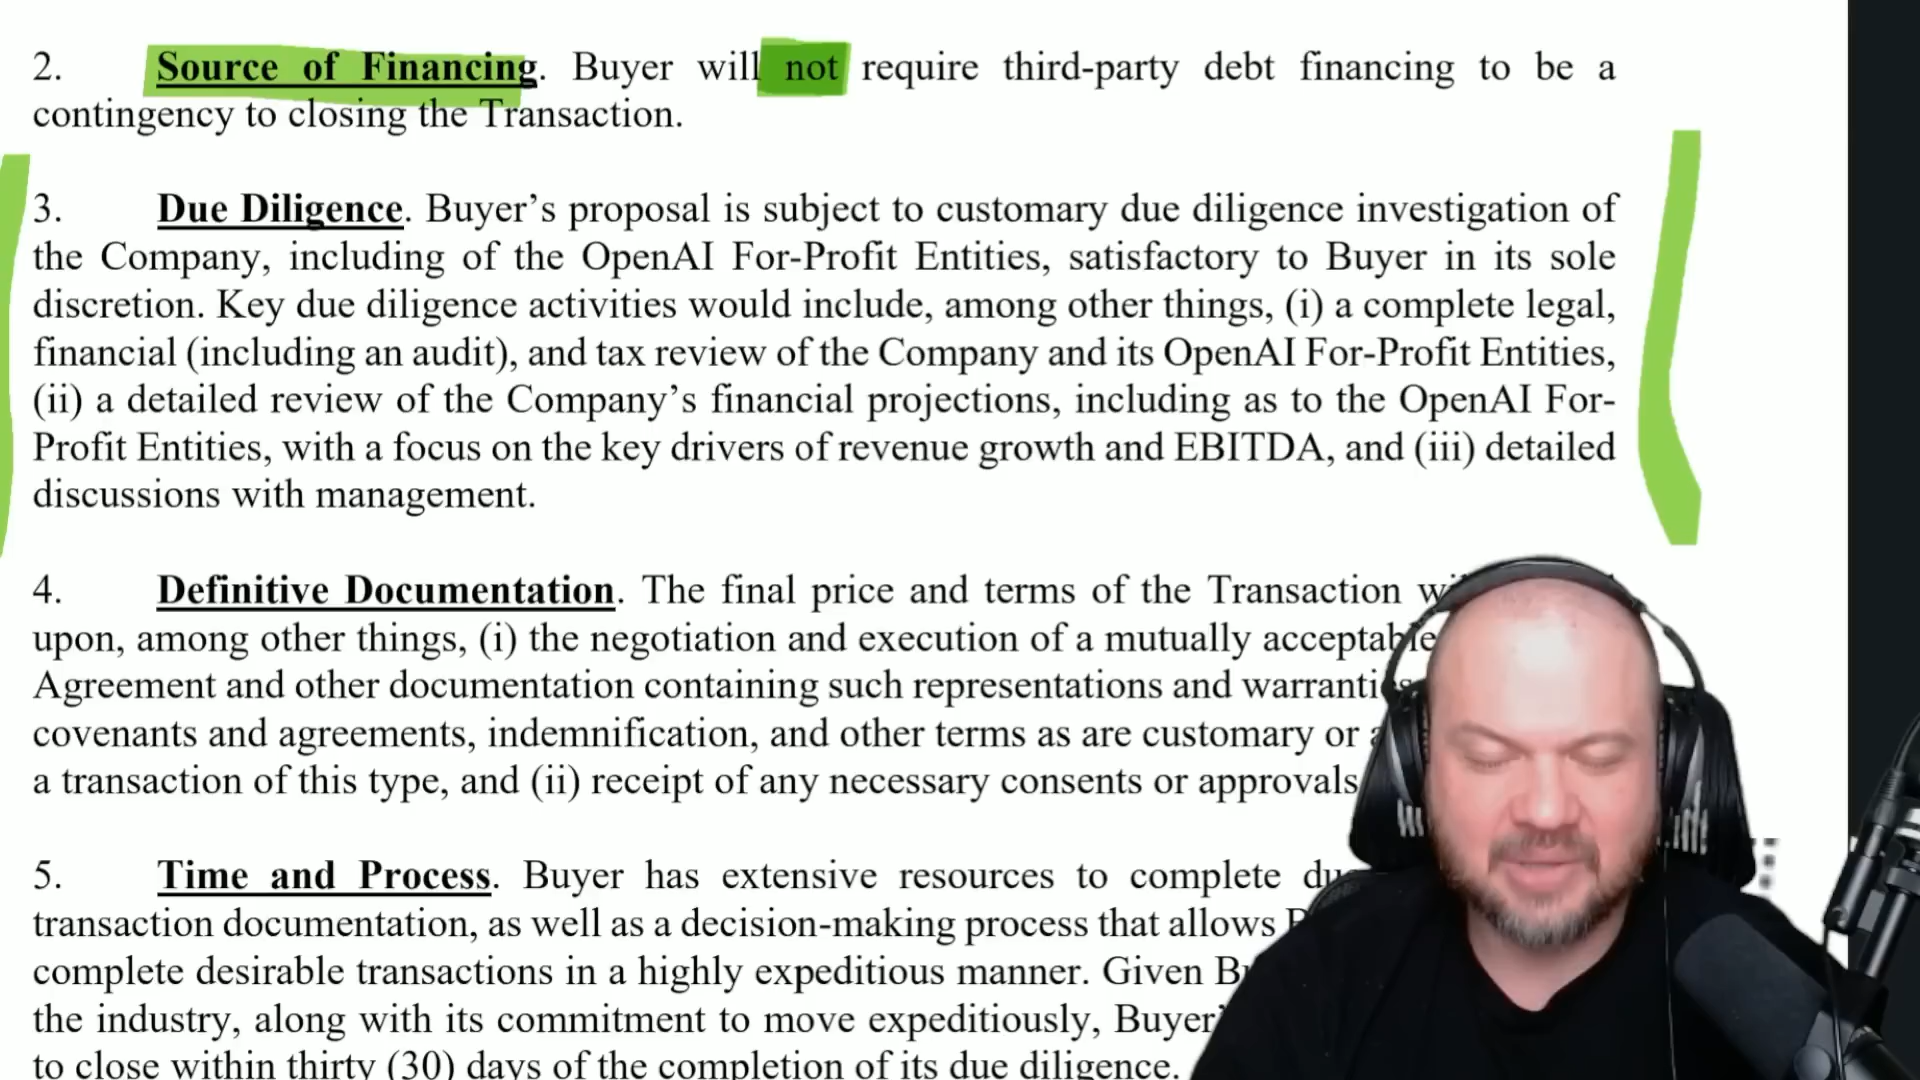 2. Source of Financing. Buyer will not require third-party debt financing to be a
contingency to closing the Transaction.
3. Due Diligence. Buyer’s proposal is subject to customary due diligence investigation of
the Company, including of the OpenAI For-Profit Entities, satisfactory to Buyer in its sole
discretion. Key due diligence activities would include, among other things, (i) a complete legal,
financial (including an audit), and tax review of the Company and its OpenAI For-Profit Entities,
(ii) a detailed review of the Company’s financial projections, including as to the OpenAI For-
Profit Entities, with a focus on the key drivers of revenue growth and EBITDA, and (iii) detailed
discussions with management.
4. Definitive Documentation. The final price and terms of the Transaction
upon, among other things, (i) the negotiation and execution of a mutually acceptable
Agreement and other documentation containing such representations and warranties
covenants and agreements, indemnification, and other terms as are customary or
a transaction of this type, and (ii) receipt of any necessary consents or approvals
5. Time and Process. Buyer has extensive resources to complete
transaction documentation, as well as a decision-making process that allows
complete desirable transactions in a highly expeditious manner. Given
the industry, along with its commitment to move expeditiously,
to close within thirty (30) days of the completion of its due diligence.